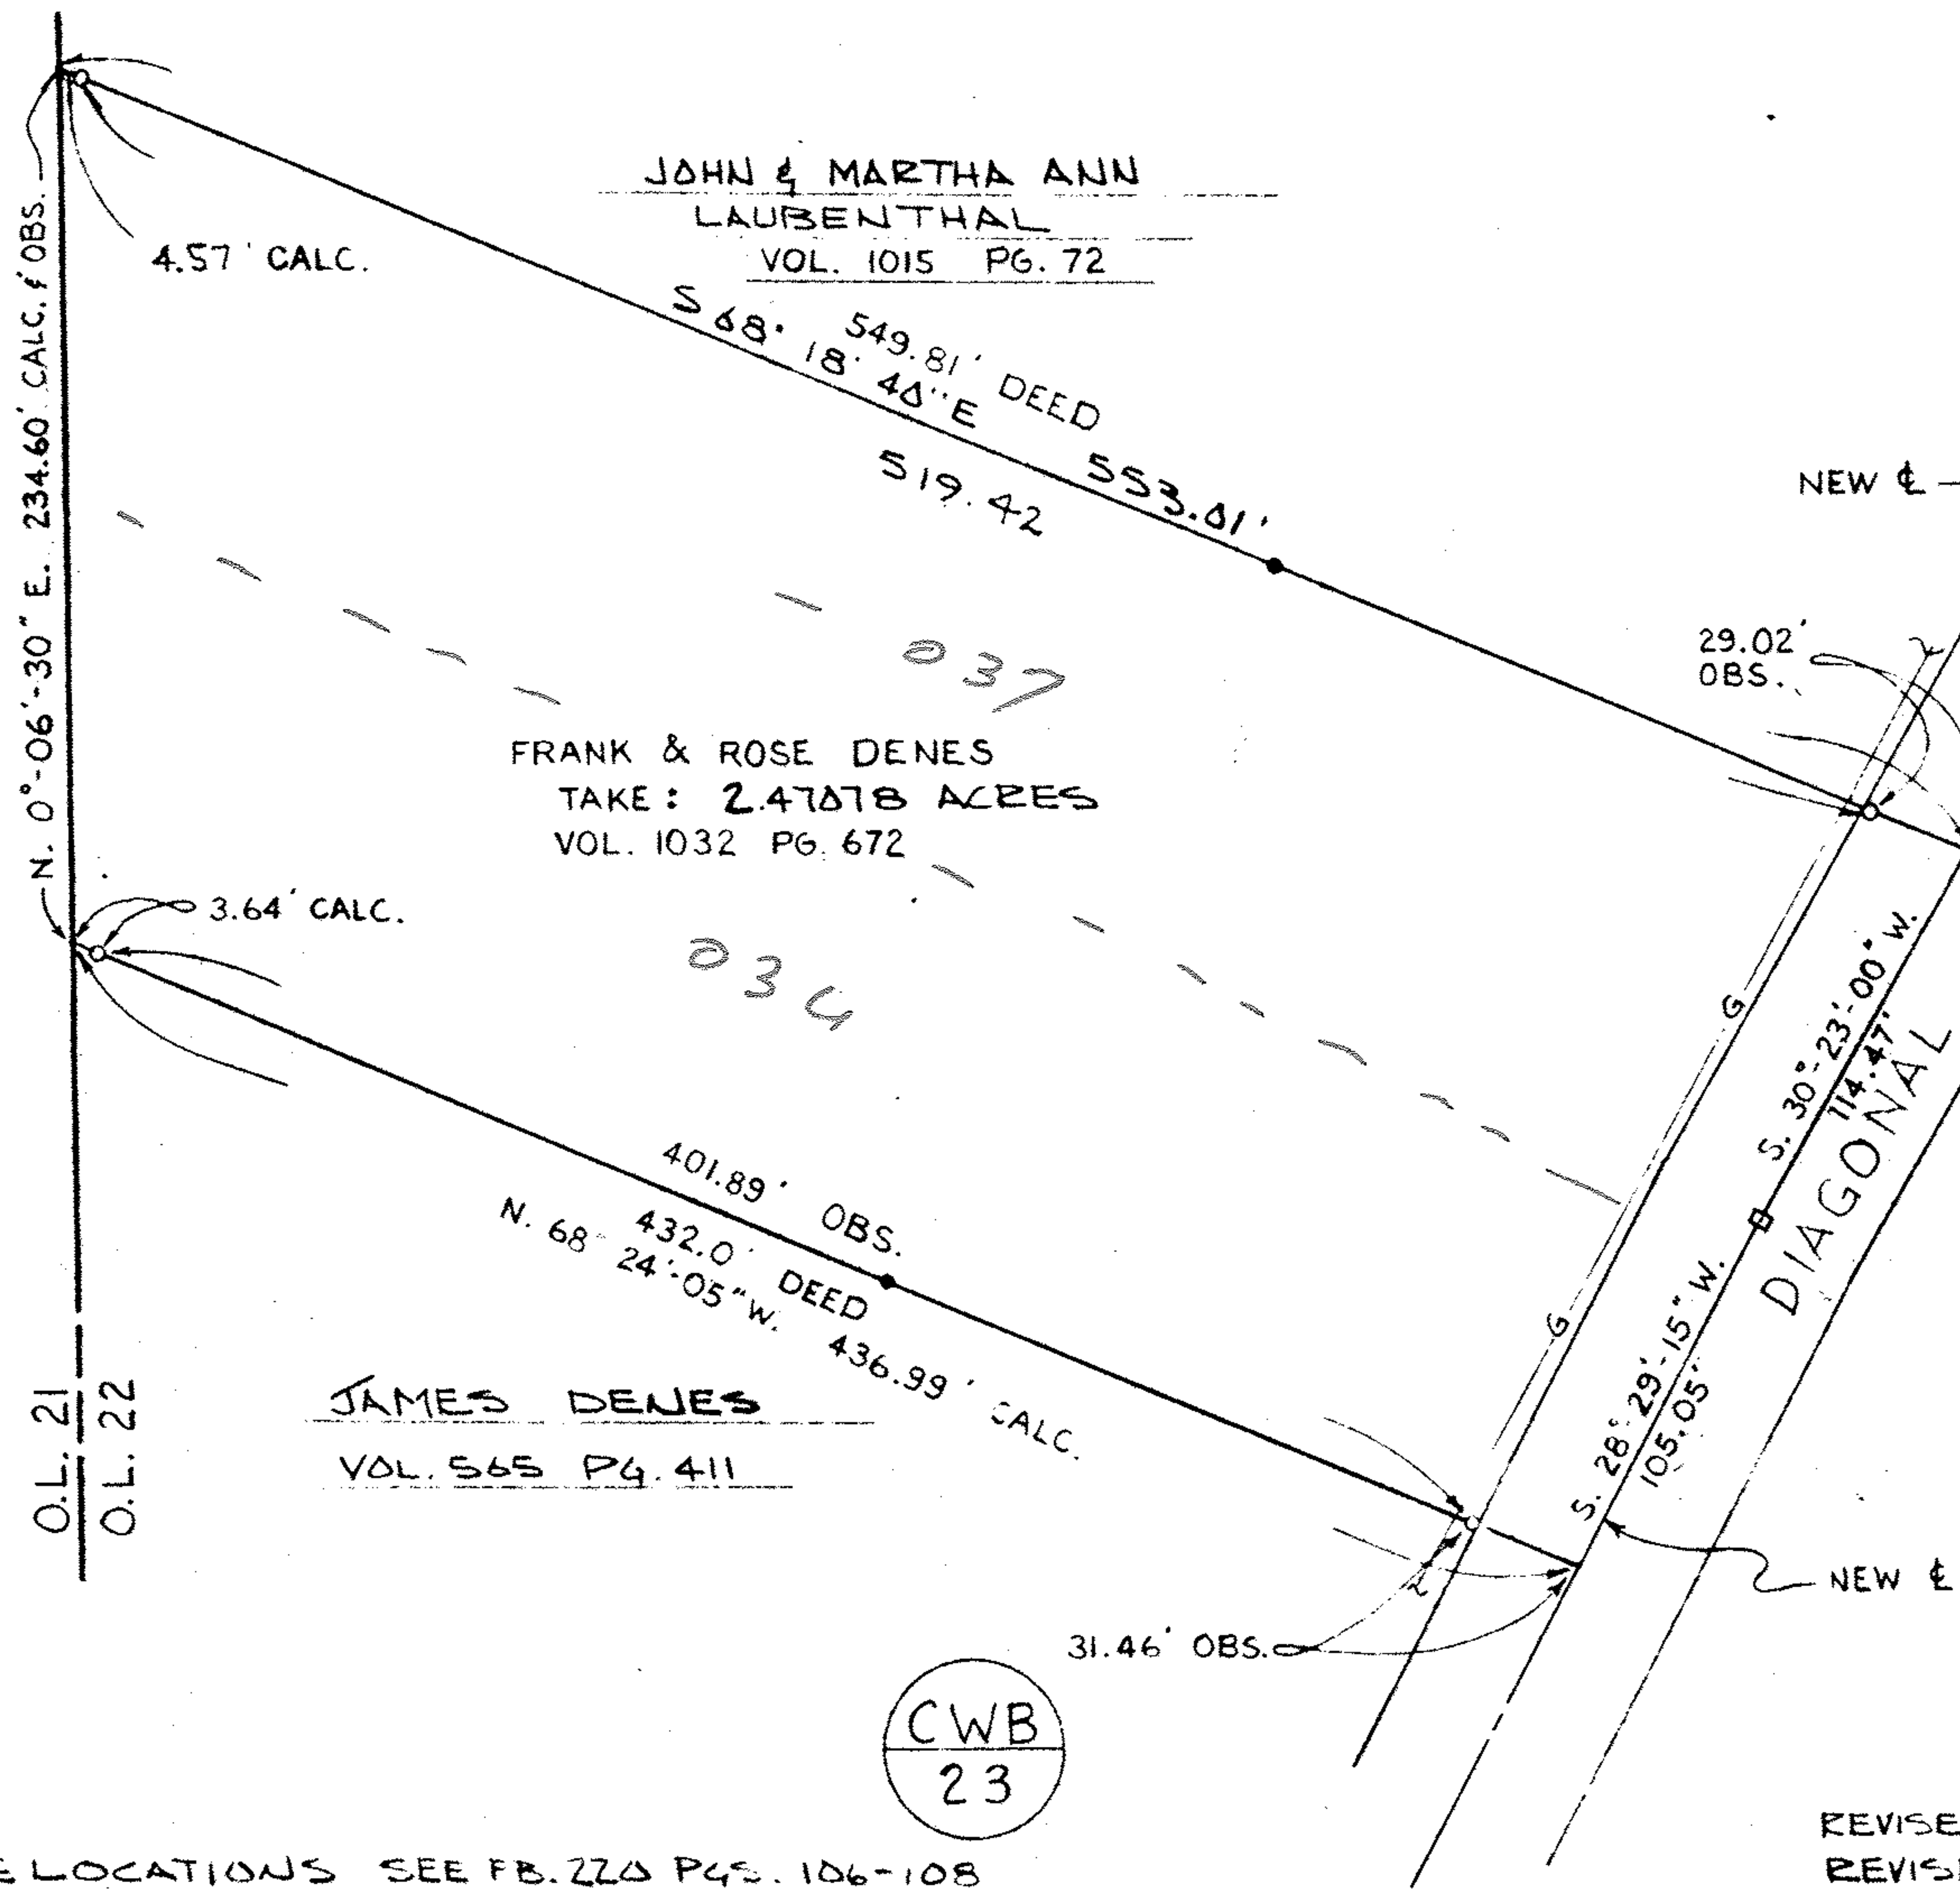 JOHN & MARTHA ANN
LAUBENTHAL
VOL. 1015 PG. 72
4.57' CALC.
N. 0°-06'-30" E. 234.60' CALC. & OBS.
549.81' DEED
S 68° 18' 40" E 553.01'
519.42
NEW ℄
29.02'
OBS.
037
FRANK & ROSE DENES
TAKE: 2.47078 ACRES
VOL. 1032 PG. 672
3.64' CALC.
S. 30°-23'-00" W.
114.47'
DIAGONAL
G
G
401.89' OBS.
432.0' DEED
N. 68° 24'-05" W. 436.99' CALC.
S. 28°-29'-15" W.
105.05'
O.L. 21
O.L. 22
JAMES DENES
VOL. 565 PG. 411
NEW ℄
31.46' OBS.
CWB
23
LOCATIONS SEE FB. 220 PGS. 106-108